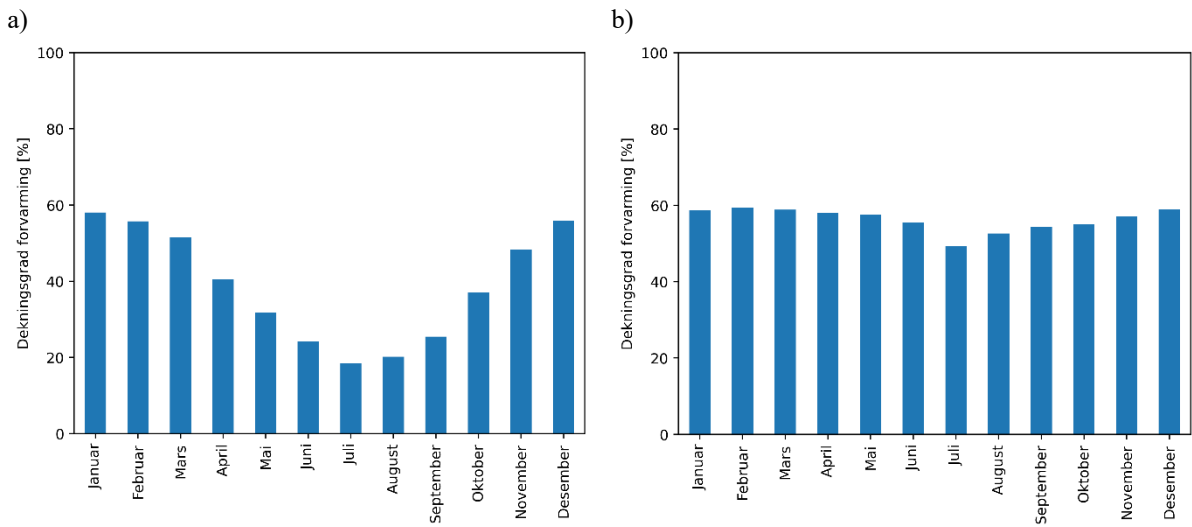 a)
100
80
60
40
20
0
Dekningsgrad forvarming [%]
Januar
Februar
Mars
April
Mai
Juni
Juli
August
September
Oktober
November
Desember
b)
100
80
60
40
20
0
Dekningsgrad forvarming [%]
Januar
Februar
Mars
April
Mai
Juni
Juli
August
September
Oktober
November
Desember